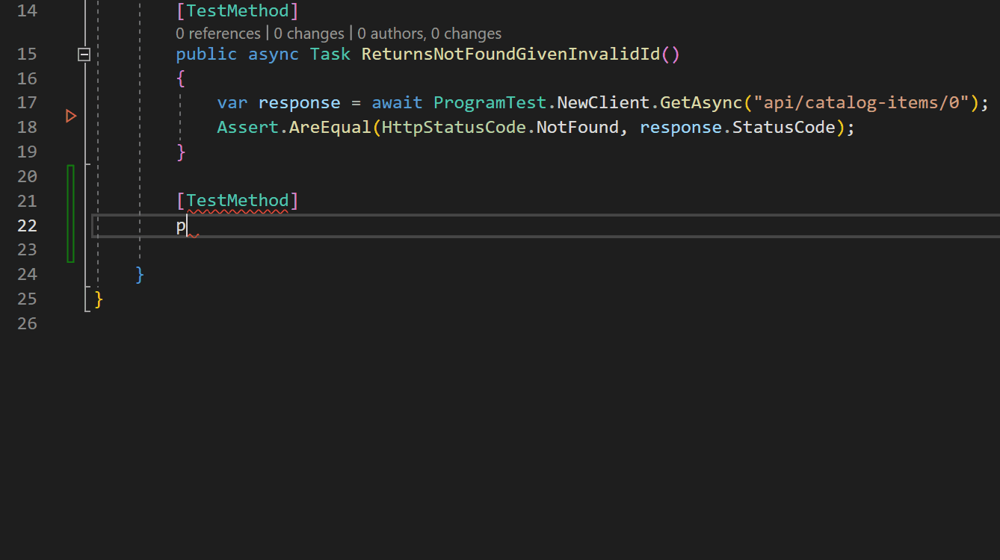 14 [TestMethod]
0 references | 0 changes | 0 authors, 0 changes
15 public async Task ReturnsNotFoundGivenInvalidId()
16 {
17 var response = await ProgramTest.NewClient.GetAsync("api/catalog-items/0");
18 Assert.AreEqual(HttpStatusCode.NotFound, response.StatusCode);
19 }
20
21 [TestMethod]
22 p
23
24 }
25 }
26